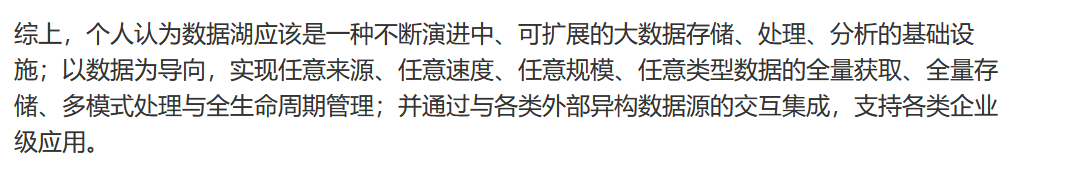 综上，个人认为数据湖应该是一种不断演进中、可扩展的大数据存储、处理、分析的基础设
施；以数据为导向，实现任意来源、任意速度、任意规模、任意类型数据的全量获取、全量存
储、多模式处理与全生命周期管理；并通过与各类外部异构数据源的交互集成，支持各类企业
级应用。